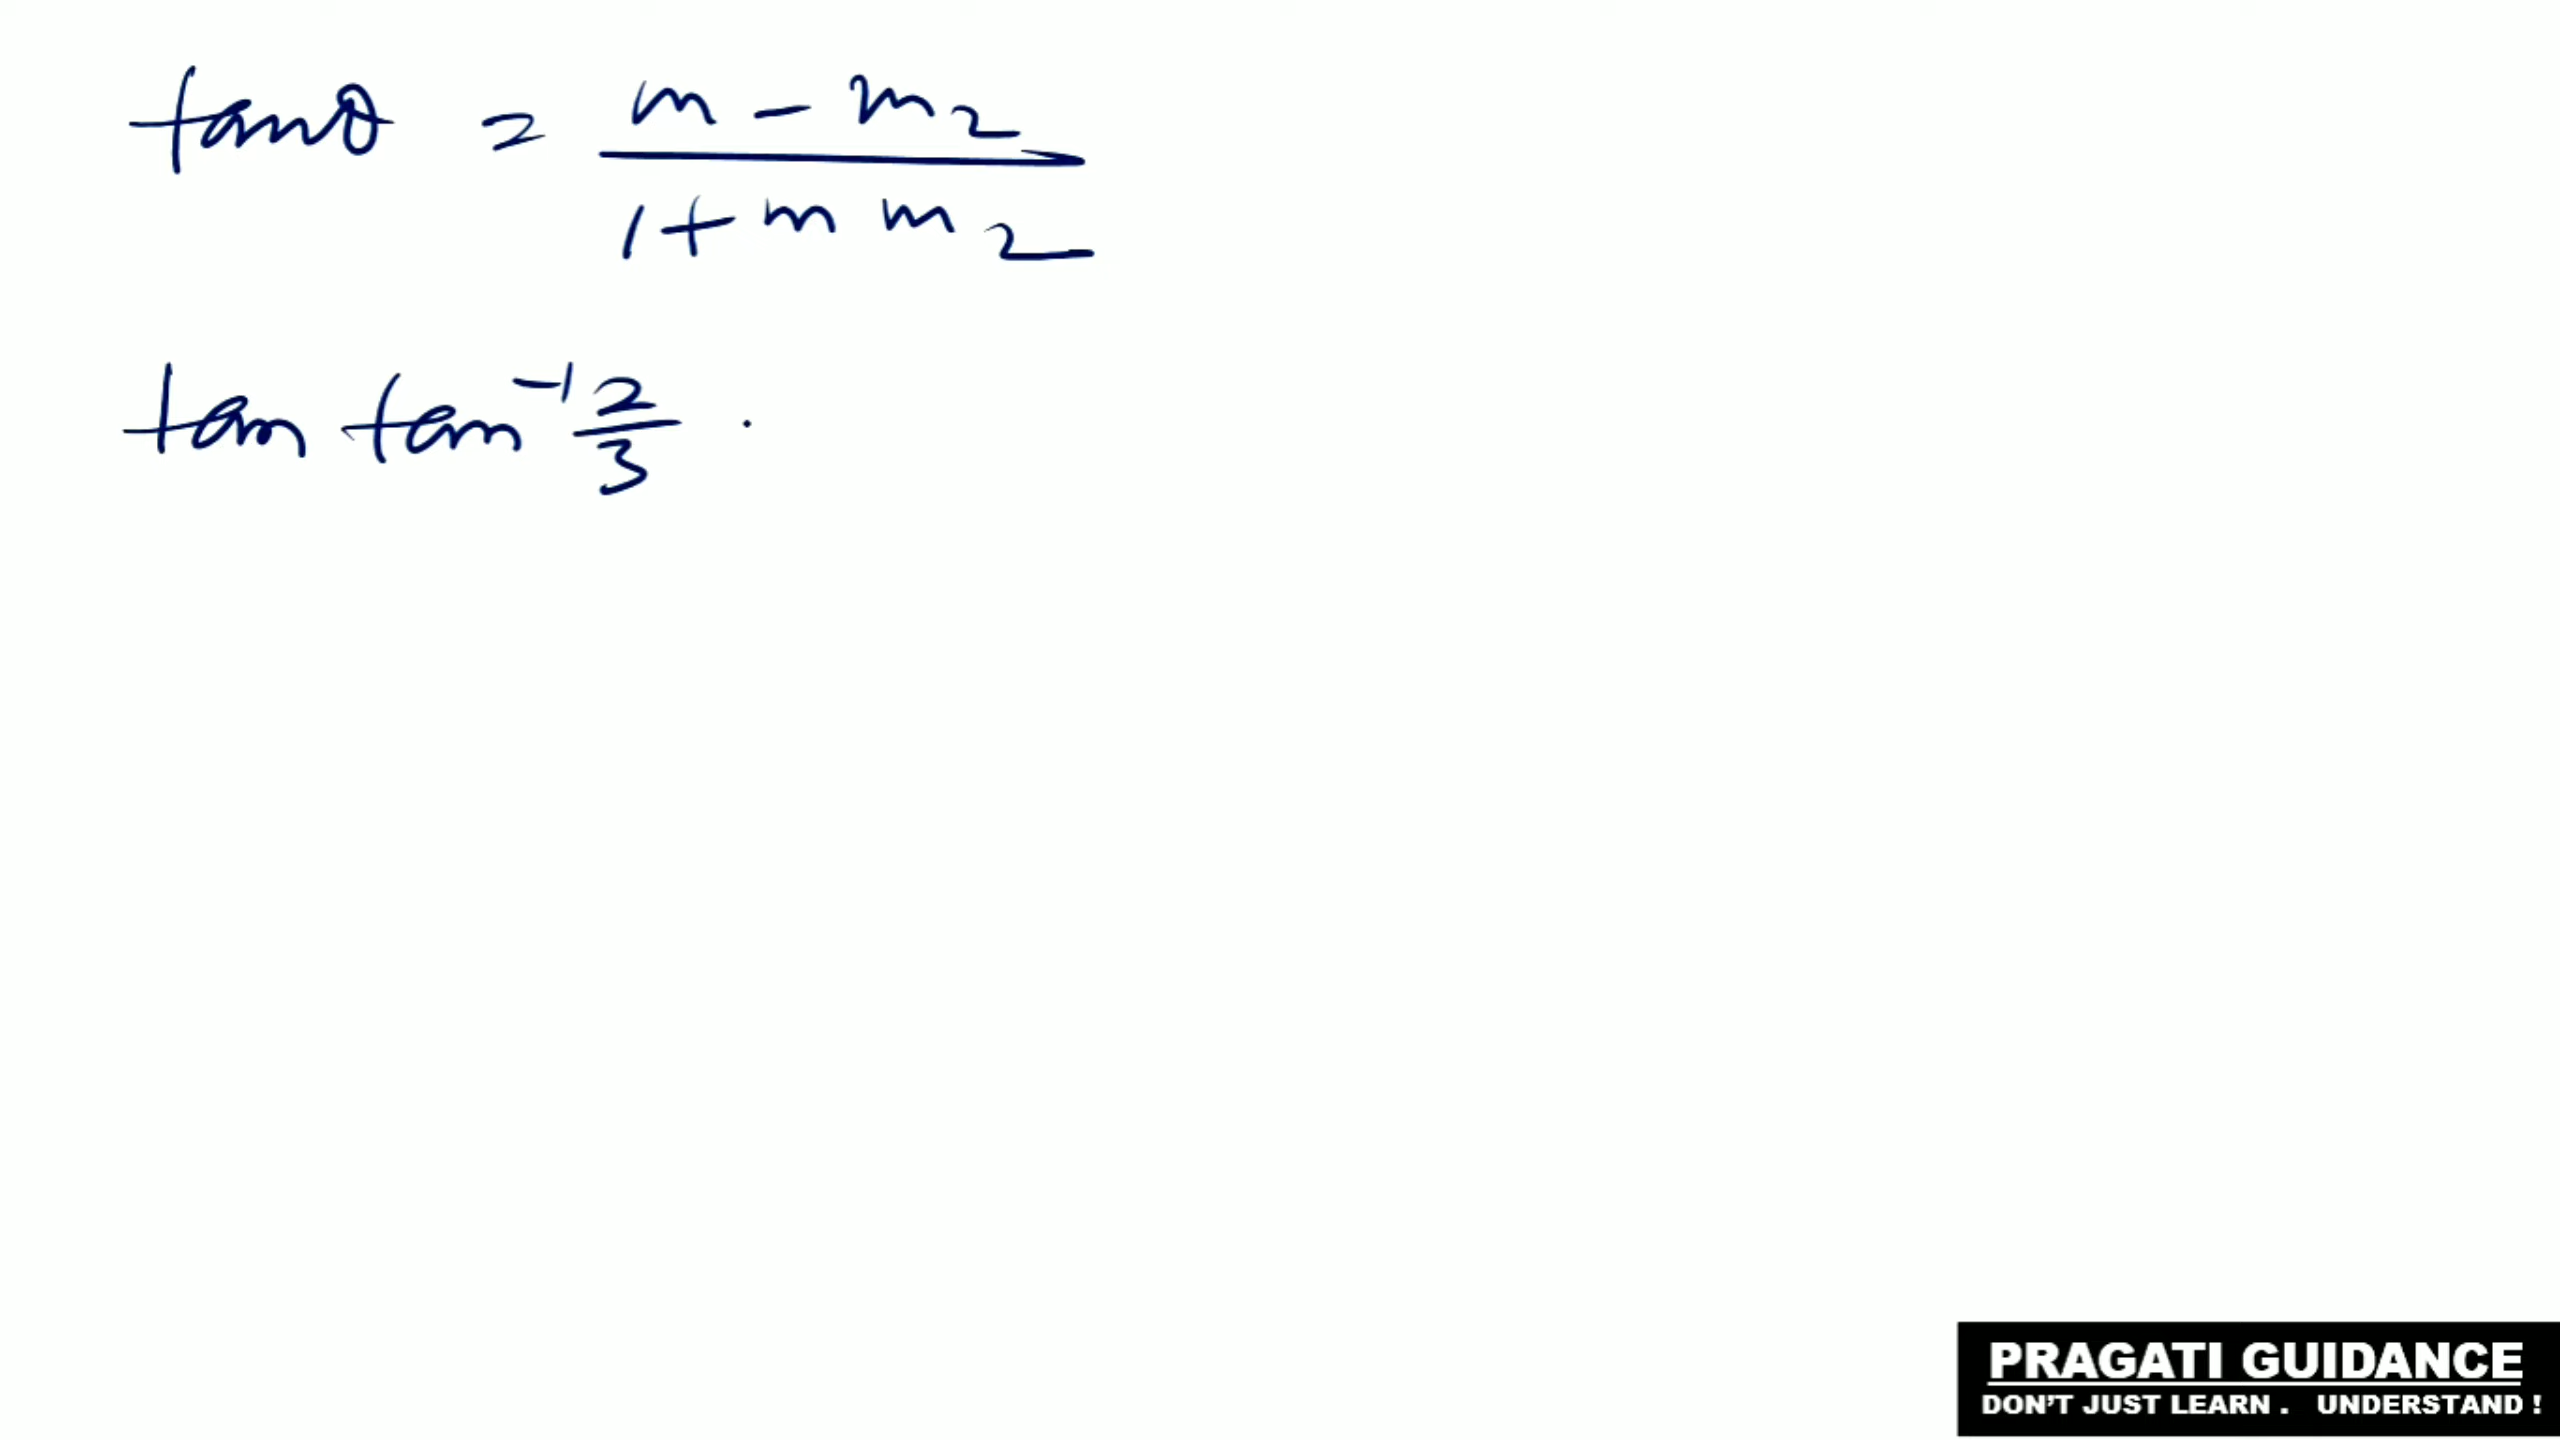 tanθ = m - m₂
1 + m m₂
tan tan⁻¹ 2/3 .
PRAGATI GUIDANCE
DON'T JUST LEARN . UNDERSTAND !